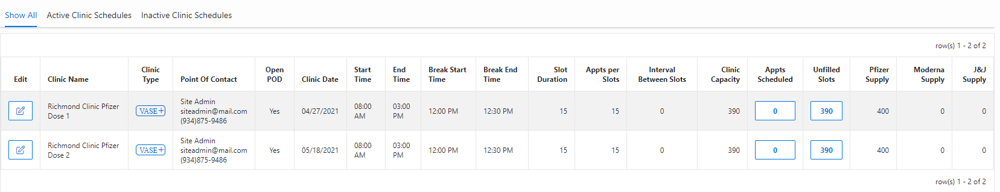 Show All Active Clinic Schedules Inactive Clinic Schedules
row(s) 1 - 2 of 2
Edit Clinic Name Clinic Type Point Of Contact Open POD Clinic Date Start Time End Time Break Start Time Break End Time Slot Duration Appts per Slots Interval Between Slots Clinic Capacity Appts Scheduled Unfilled Slots Pfizer Supply Moderna Supply J&J Supply
Richmond Clinic Pfizer Dose 1 VASE+ Site Admin siteadmin@mail.com (934)875-9486 Yes 04/27/2021 08:00 AM 03:00 PM 12:00 PM 12:30 PM 15 15 0 390 0 390 400 0 0
Richmond Clinic Pfizer Dose 2 VASE+ Site Admin siteadmin@mail.com (934)875-9486 Yes 05/18/2021 08:00 AM 03:00 PM 12:00 PM 12:30 PM 15 15 0 390 0 390 400 0 0
row(s) 1 - 2 of 2